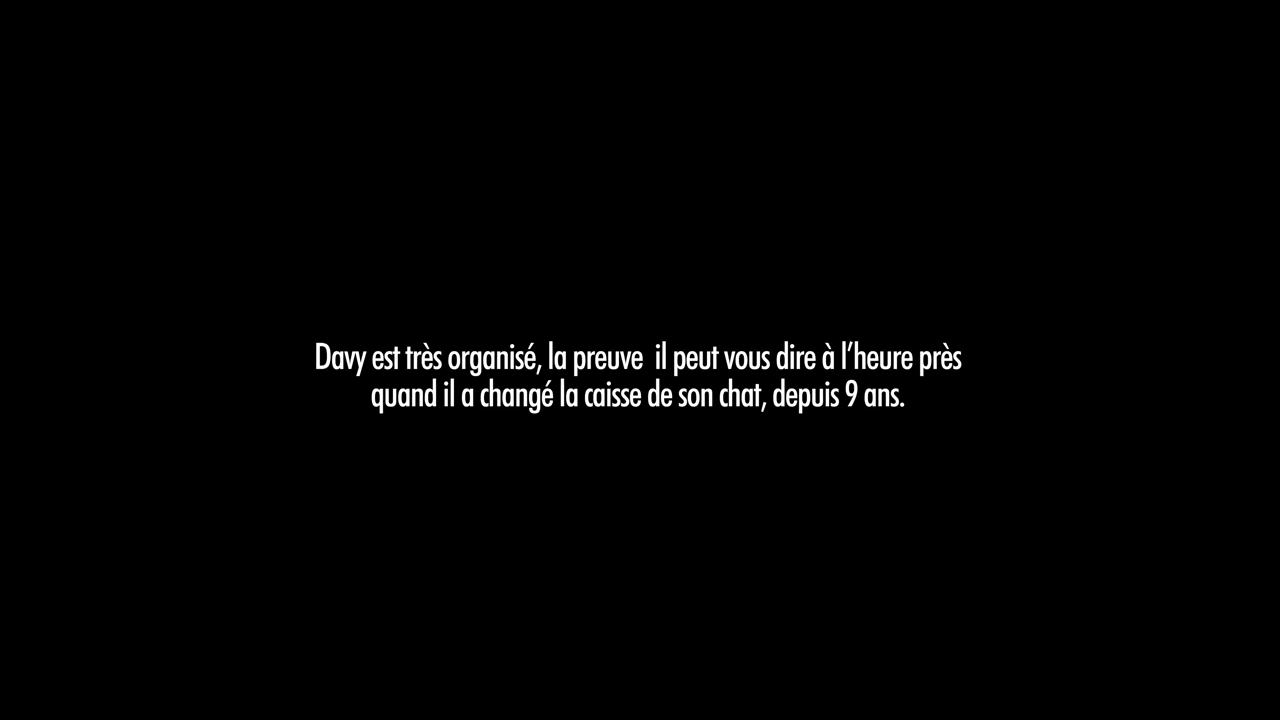 Davy est très organisé, la preuve  il peut vous dire à l’heure près
quand il a changé la caisse de son chat, depuis 9 ans.